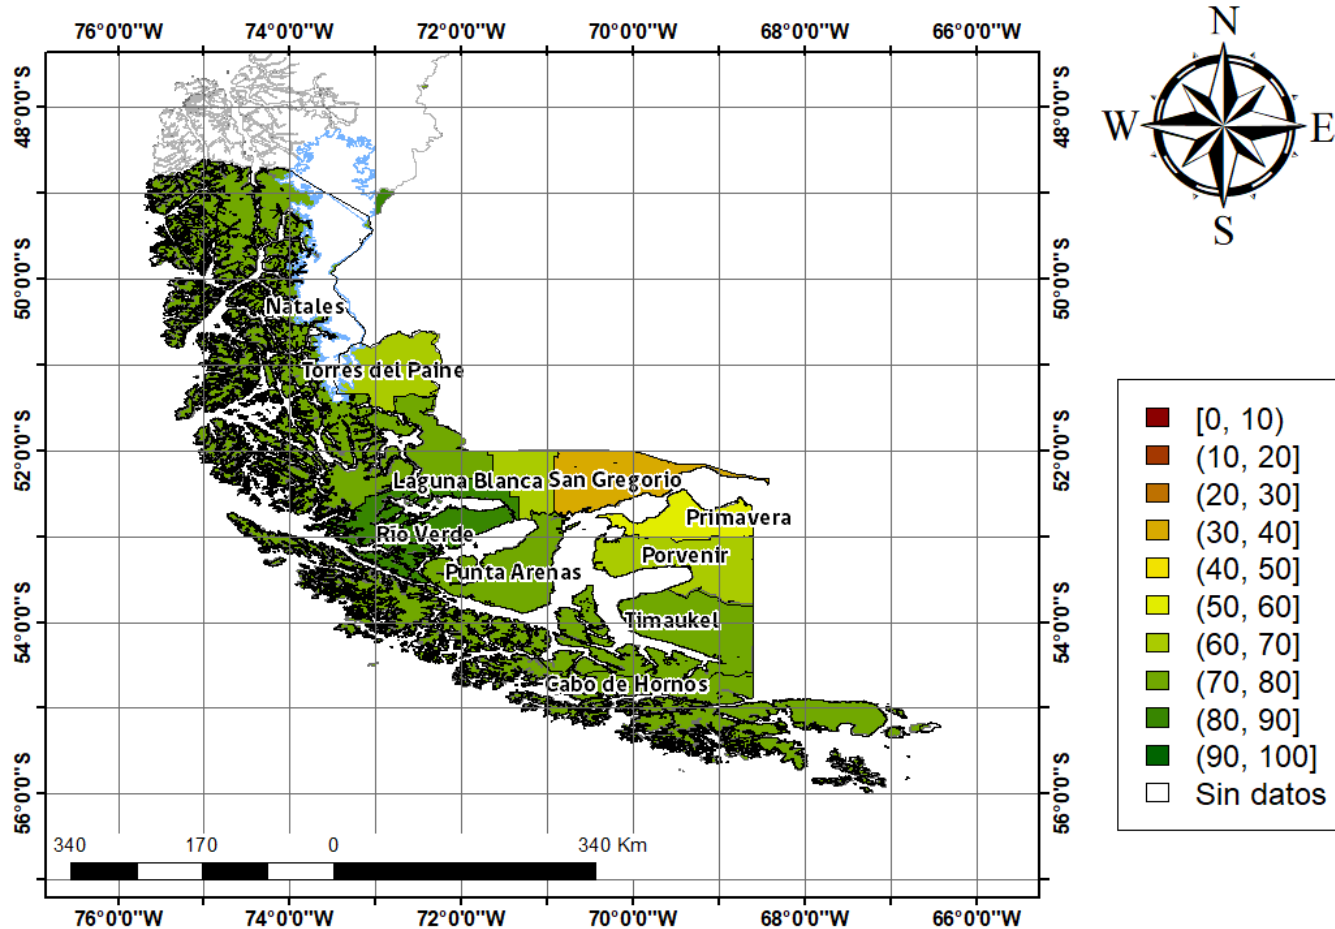 76°0'0"W 74°0'0"W 72°0'0"W 70°0'0"W 68°0'0"W 66°0'0"W
N
W E
S
48°0'0"S 48°0'0"S
50°0'0"S 50°0'0"S
52°0'0"S 52°0'0"S
54°0'0"S 54°0'0"S
56°0'0"S 56°0'0"S
Natales
Torres del Paine
Laguna Blanca
San Gregorio
Primavera
Río Verde
Porvenir
Punta Arenas
Timaukel
Cabo de Hornos
340 170 0 340 Km
76°0'0"W 74°0'0"W 72°0'0"W 70°0'0"W 68°0'0"W 66°0'0"W
[0, 10)
(10, 20]
(20, 30]
(30, 40]
(40, 50]
(50, 60]
(60, 70]
(70, 80]
(80, 90]
(90, 100]
Sin datos